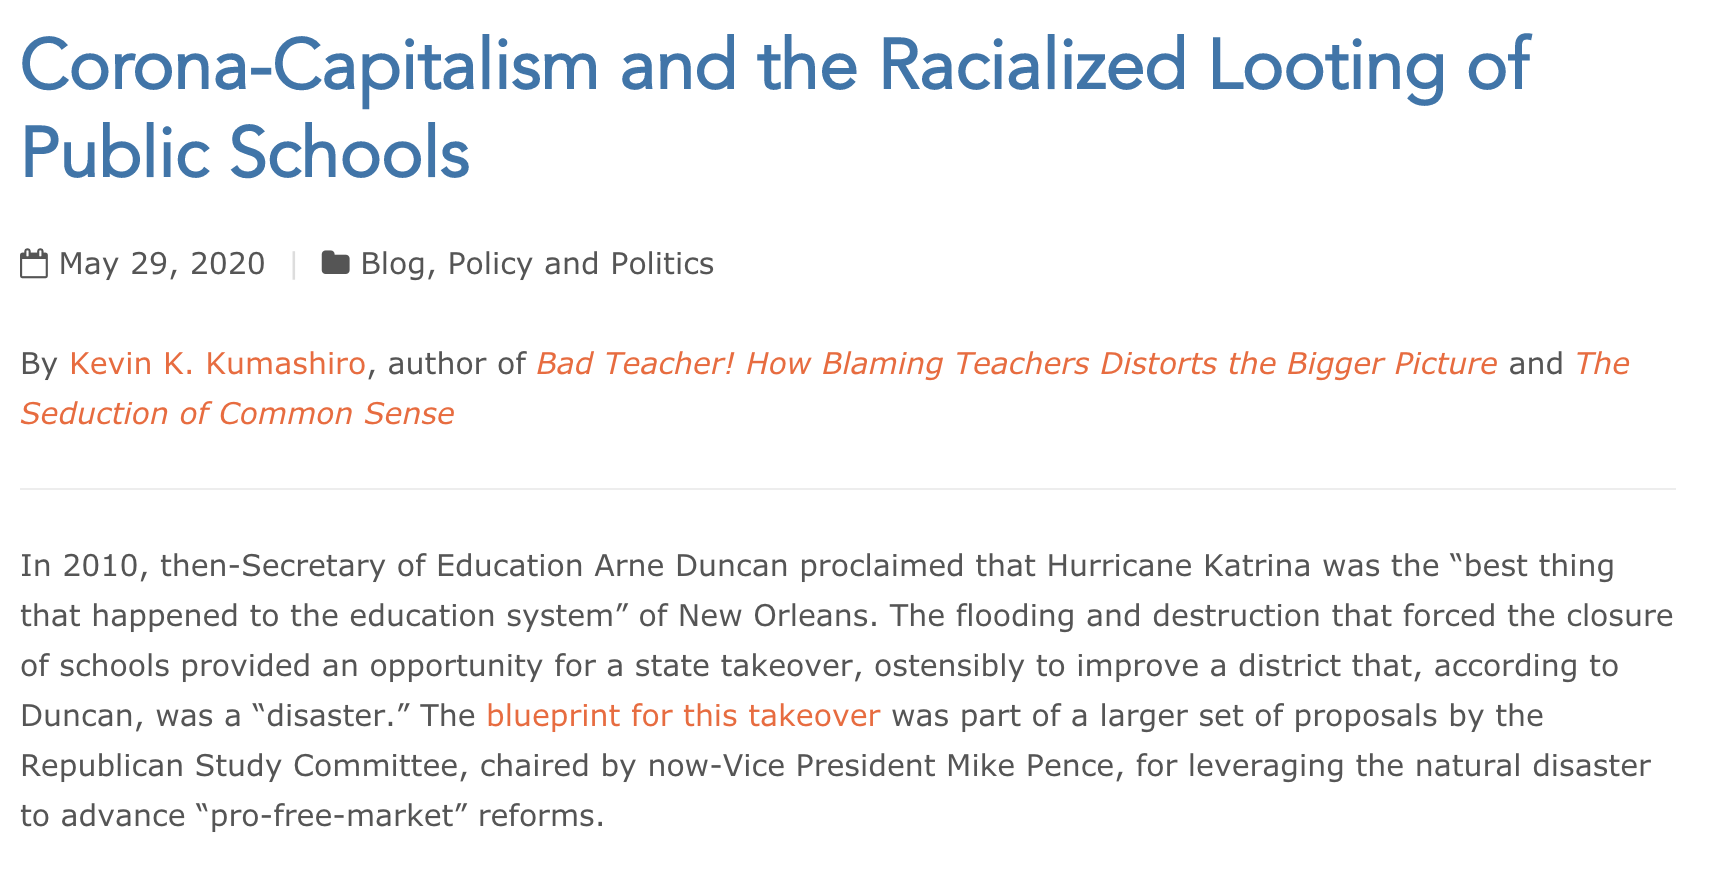 Corona-Capitalism and the Racialized Looting of
Public Schools
May 29, 2020 | Blog, Policy and Politics
By Kevin K. Kumashiro, author of Bad Teacher! How Blaming Teachers Distorts the Bigger Picture and The
Seduction of Common Sense
In 2010, then-Secretary of Education Arne Duncan proclaimed that Hurricane Katrina was the “best thing
that happened to the education system” of New Orleans. The flooding and destruction that forced the closure
of schools provided an opportunity for a state takeover, ostensibly to improve a district that, according to
Duncan, was a “disaster.” The blueprint for this takeover was part of a larger set of proposals by the
Republican Study Committee, chaired by now-Vice President Mike Pence, for leveraging the natural disaster
to advance “pro-free-market” reforms.